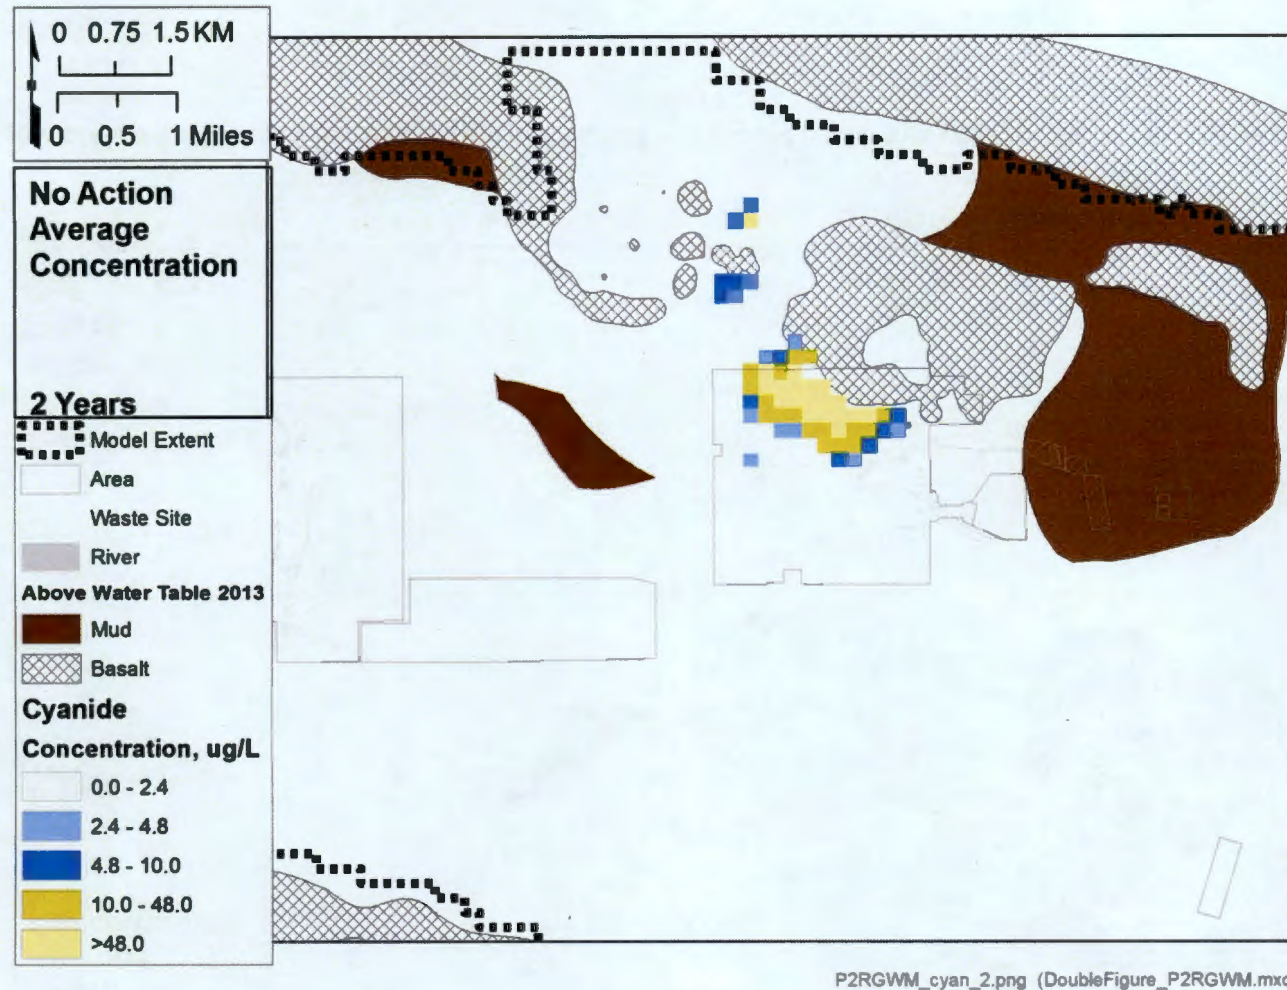 0 0.75 1.5 KM
0 0.5 1 Miles
No Action
Average
Concentration
2 Years
Model Extent
Area
Waste Site
River
Above Water Table 2013
Mud
Basalt
Cyanide
Concentration, ug/L
0.0 - 2.4
2.4 - 4.8
4.8 - 10.0
10.0 - 48.0
>48.0
P2RGWM_cyan_2.png (DoubleFigure_P2RGWM.mxd